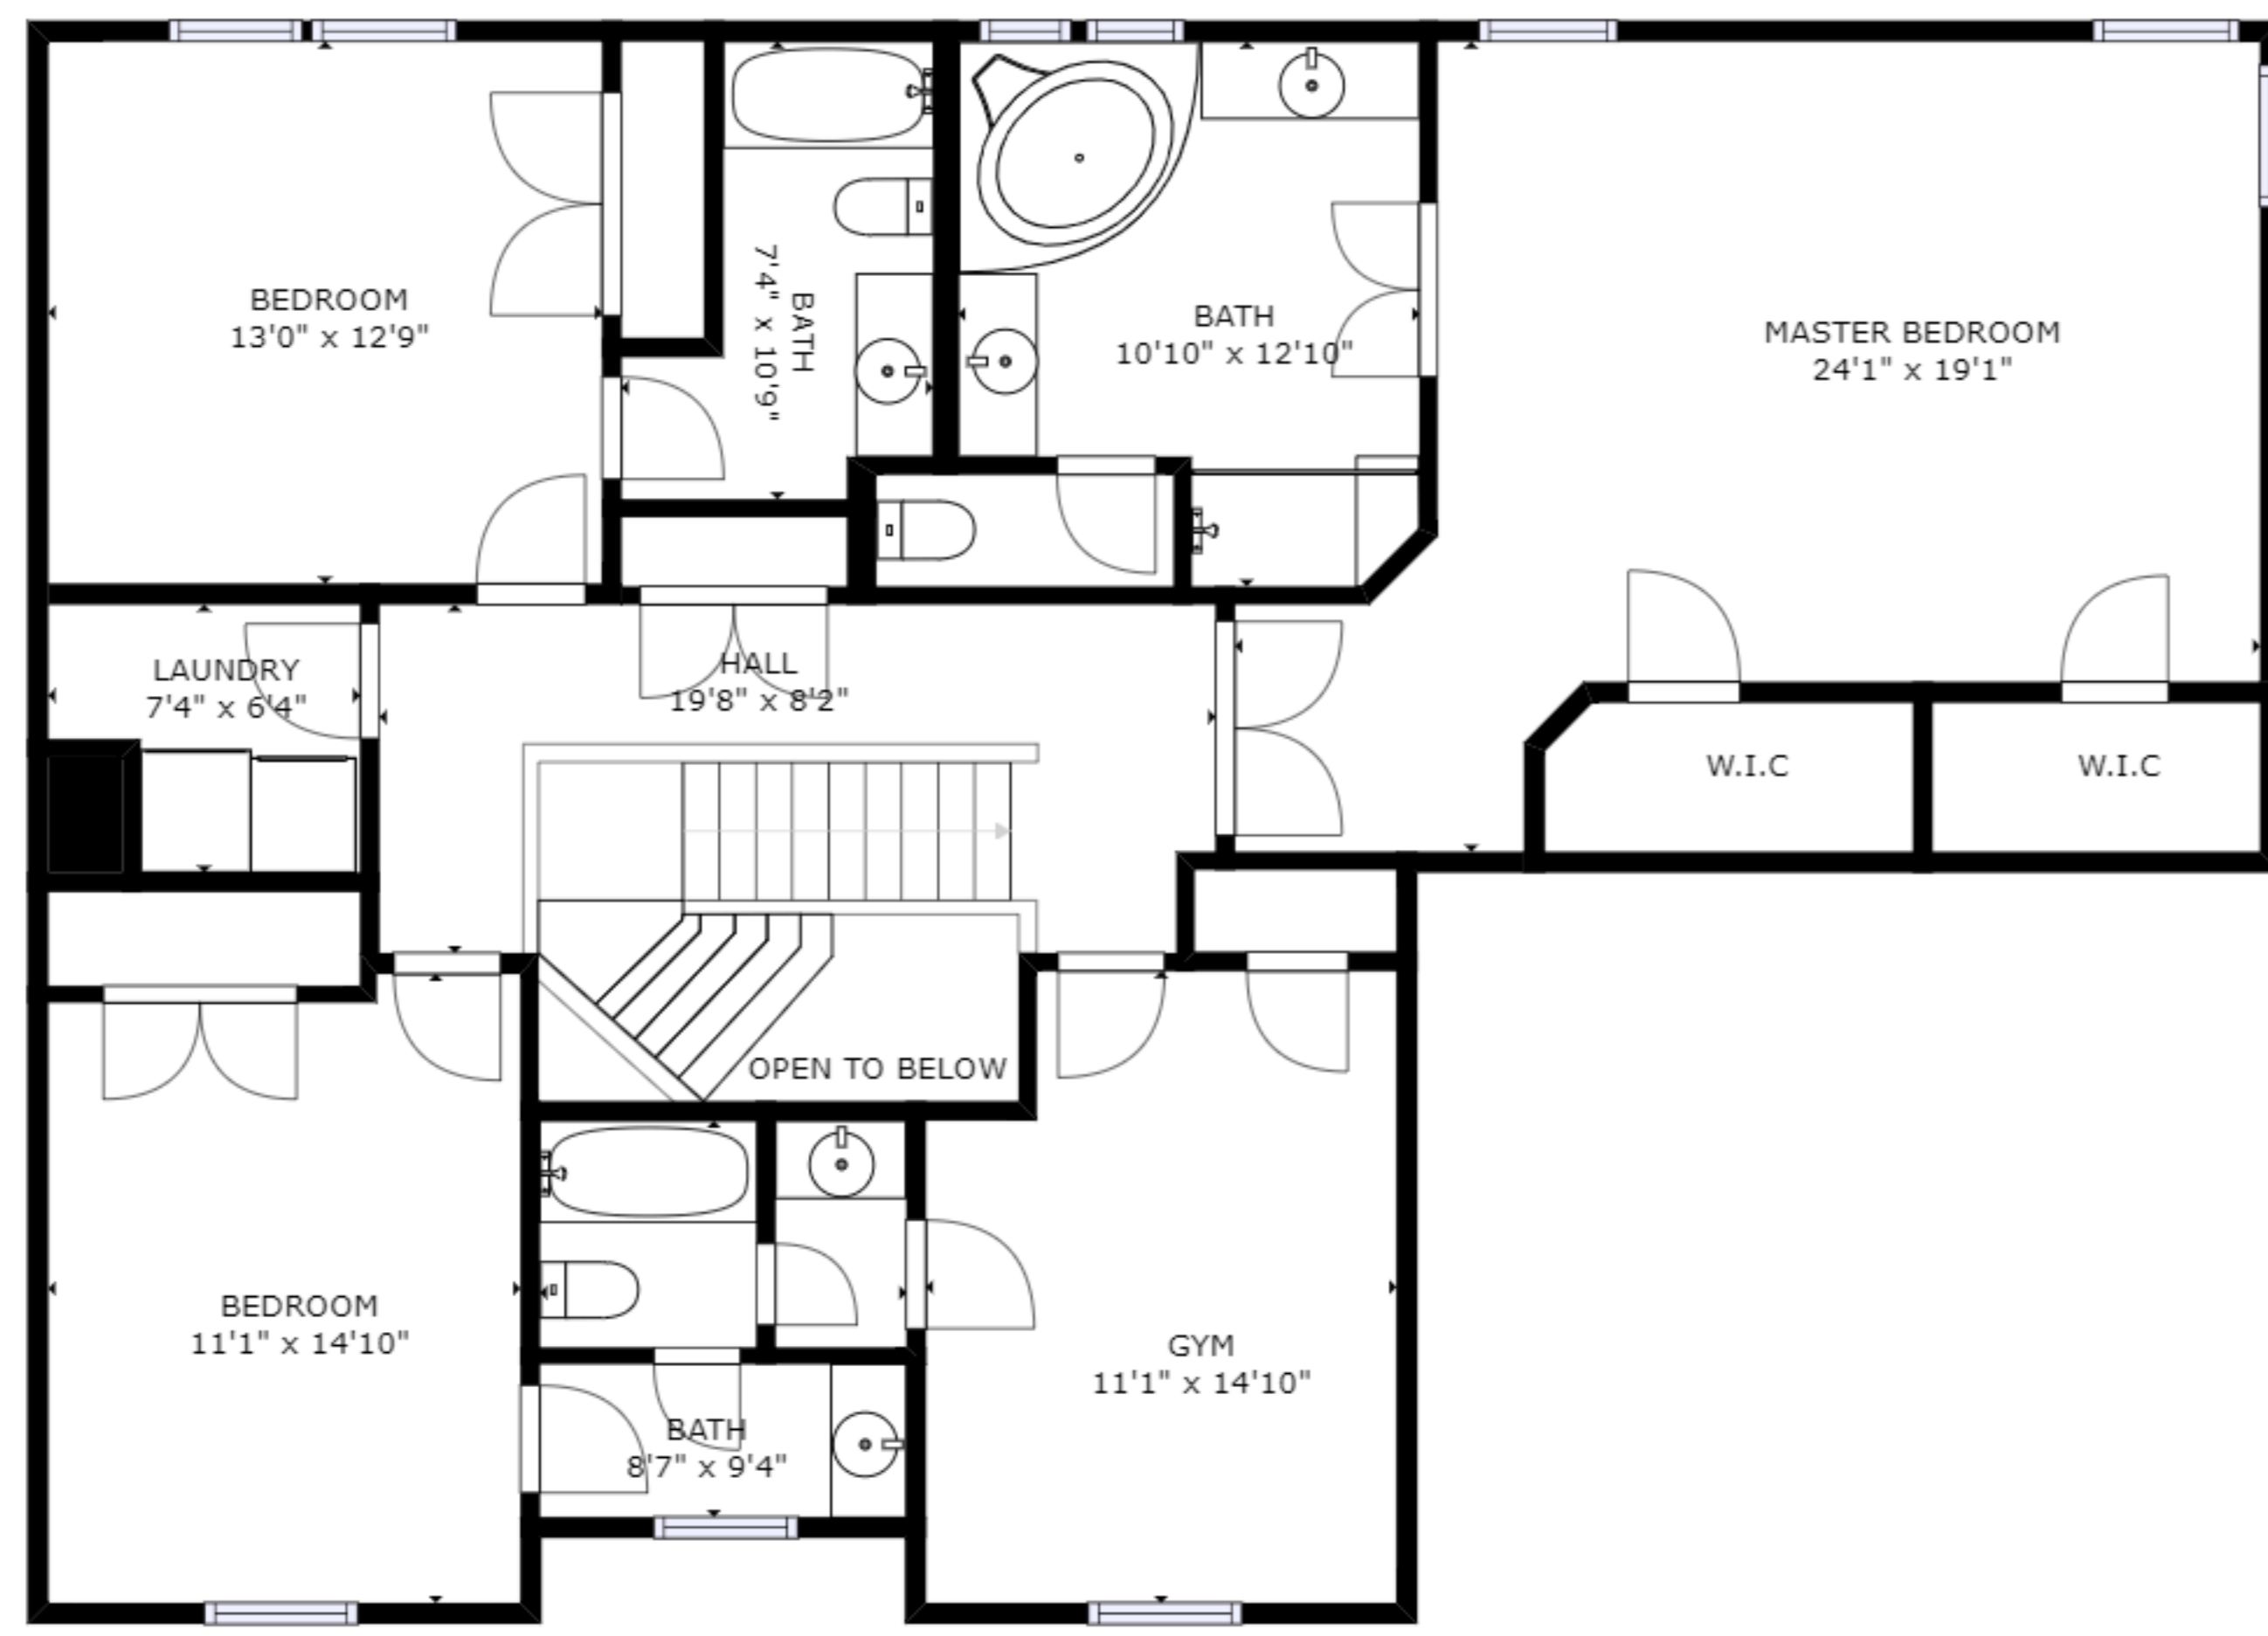 BEDROOM
13'0" x 12'9"
BATH
7'4" x 10'9"
BATH
10'10" x 12'10"
MASTER BEDROOM
24'1" x 19'1"
LAUNDRY
7'4" x 6'4"
HALL
19'8" x 8'2"
W.I.C
W.I.C
OPEN TO BELOW
BEDROOM
11'1" x 14'10"
GYM
11'1" x 14'10"
BATH
8'7" x 9'4"